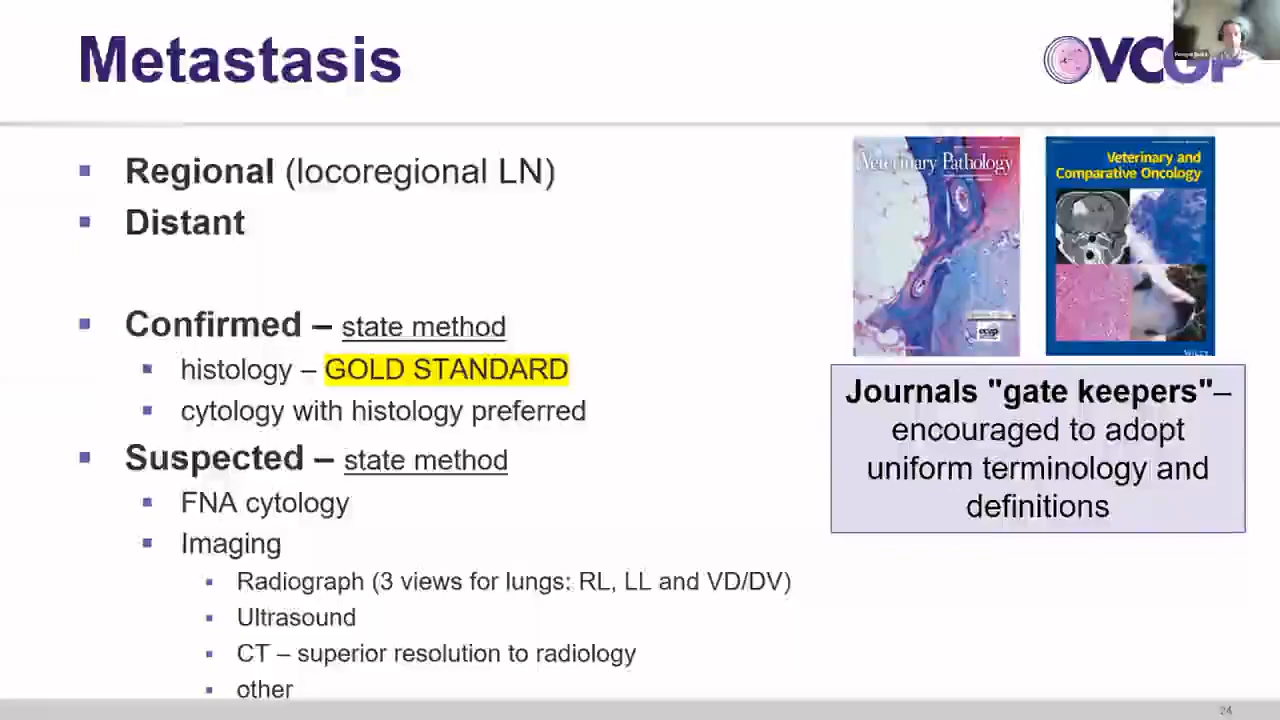 Metastasis
VCGP
Regional (locoregional LN)
Distant
Confirmed – state method
histology – GOLD STANDARD
cytology with histology preferred
Suspected – state method
FNA cytology
Imaging
Radiograph (3 views for lungs: RL, LL and VD/DV)
Ultrasound
CT – superior resolution to radiology
other
Veterinary Pathology
Veterinary and
Comparative Oncology
WILEY
Journals "gate keepers"–
encouraged to adopt
uniform terminology and
definitions
24